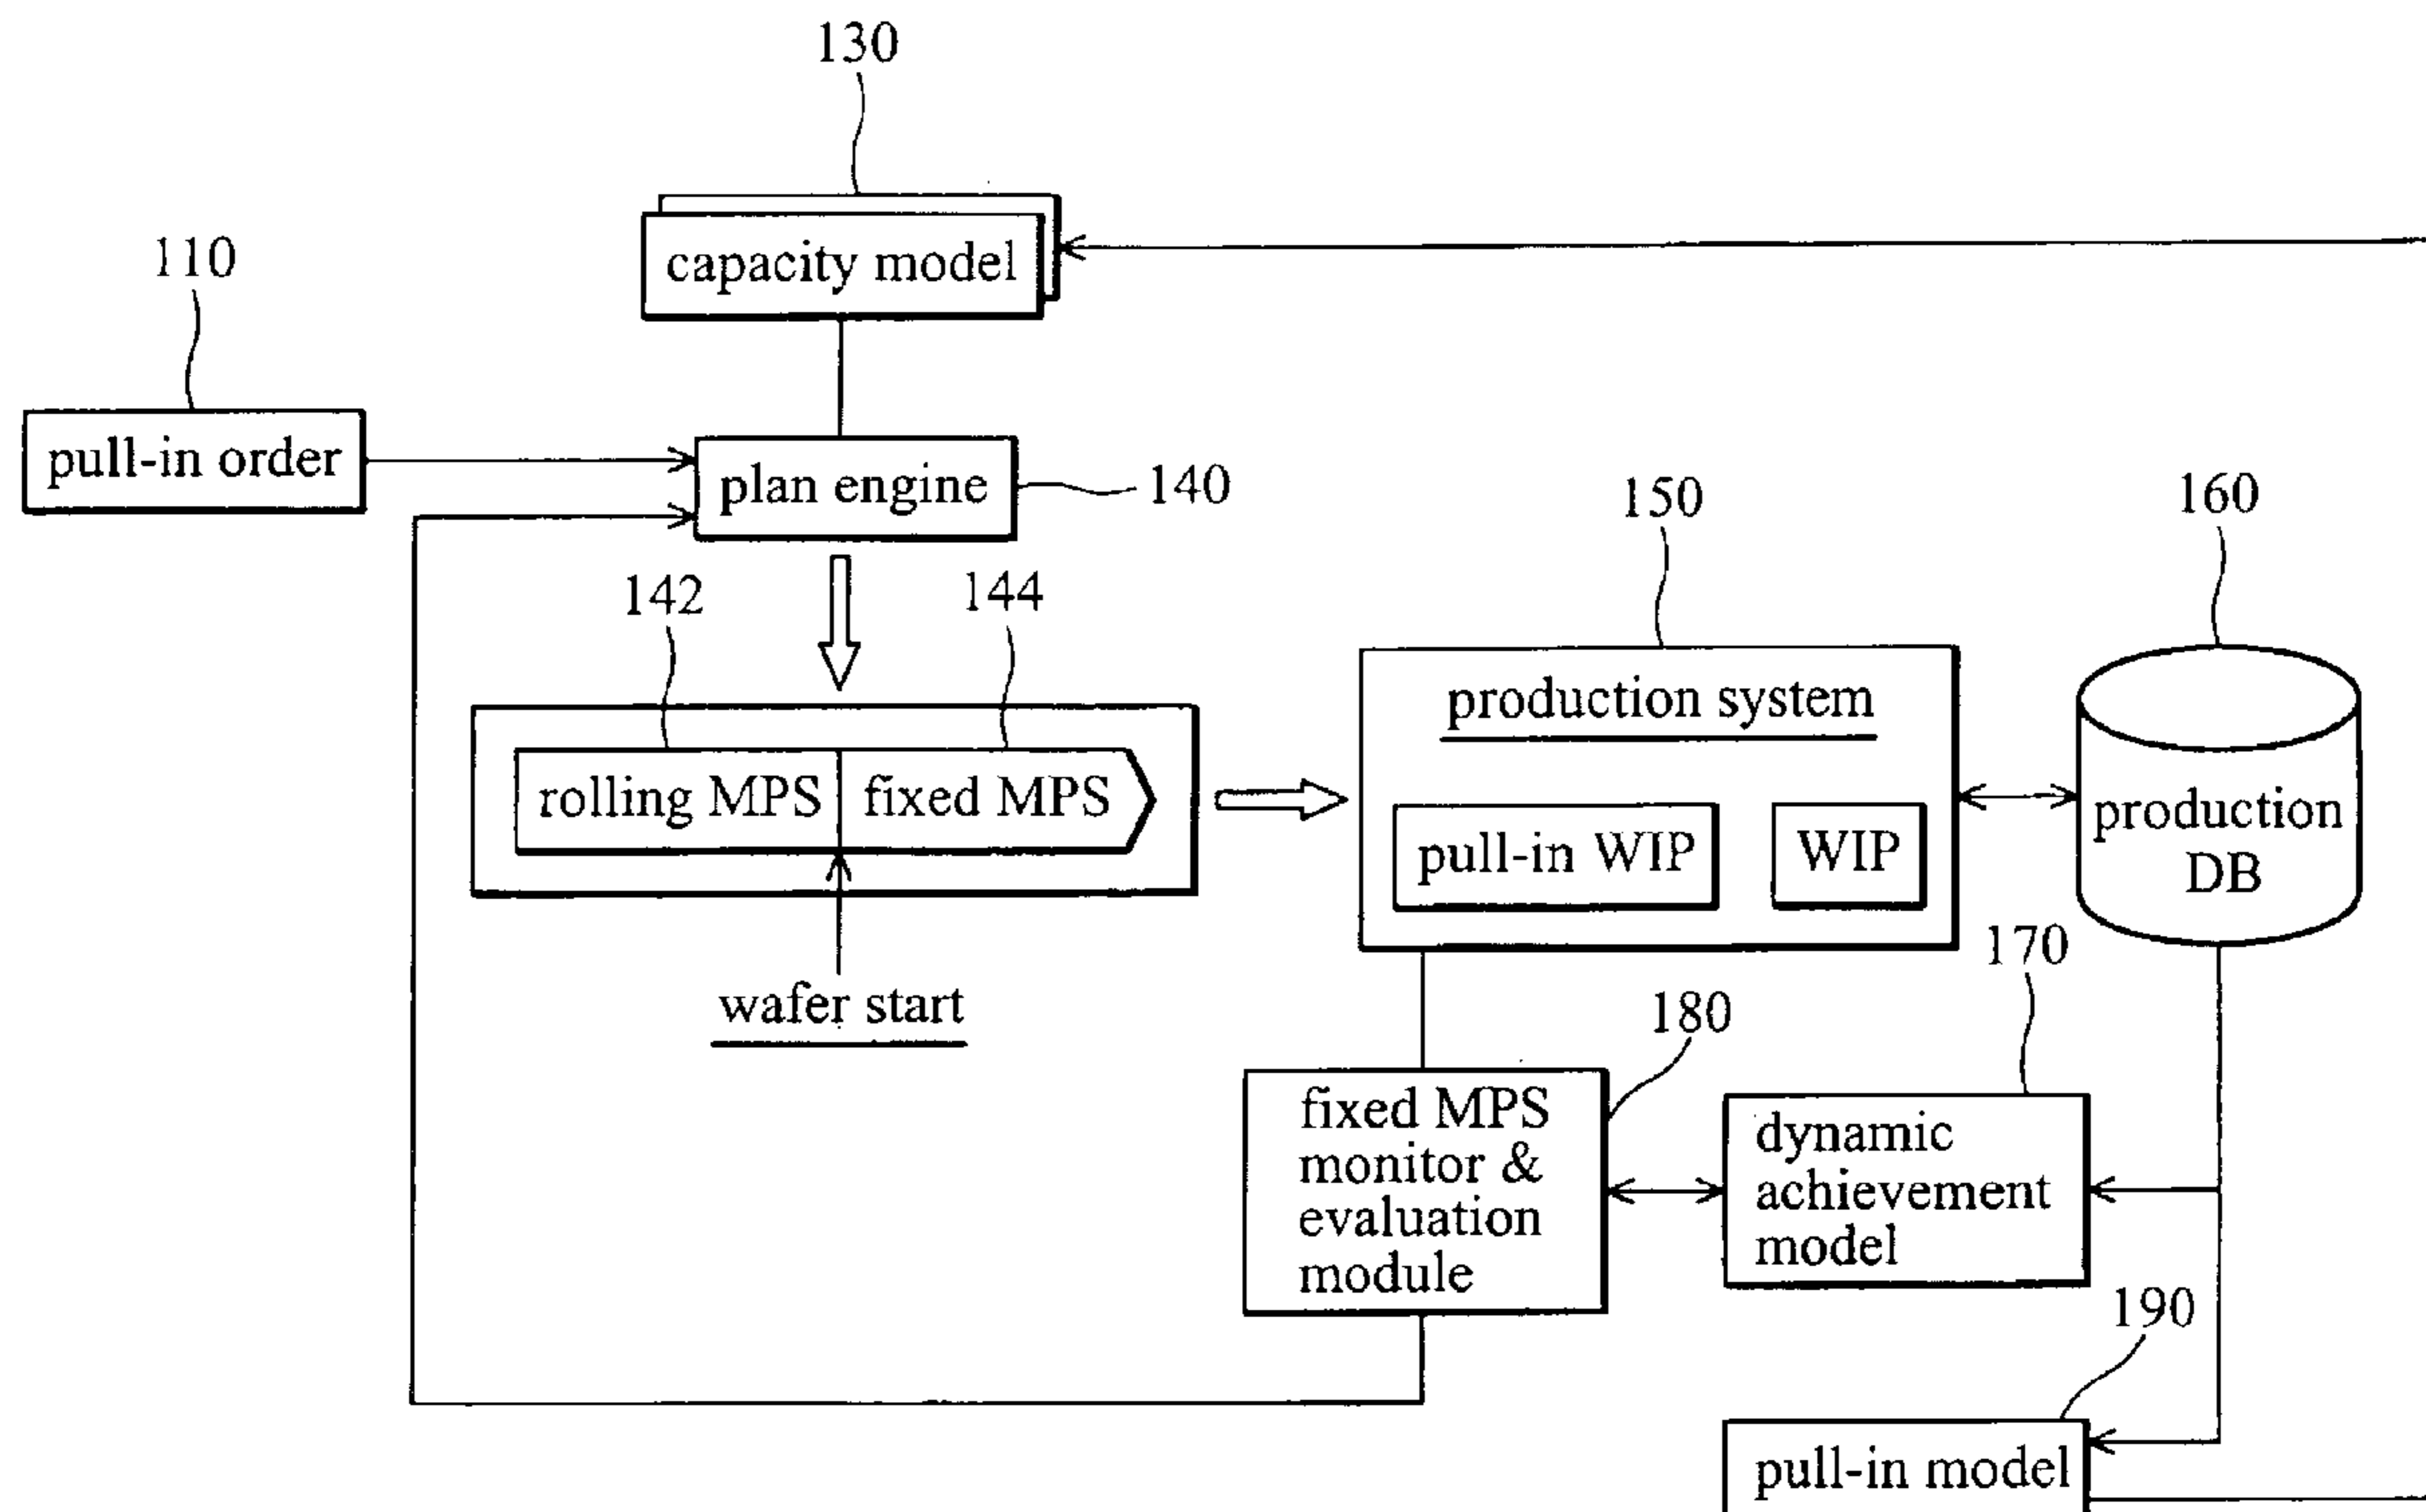 130
capacity model
110
pull-in order
plan engine
140
142
144
rolling MPS
fixed MPS
wafer start
150
production system
pull-in WIP
WIP
160
production
DB
170
180
fixed MPS
monitor &
evaluation
module
dynamic
achievement
model
190
pull-in model